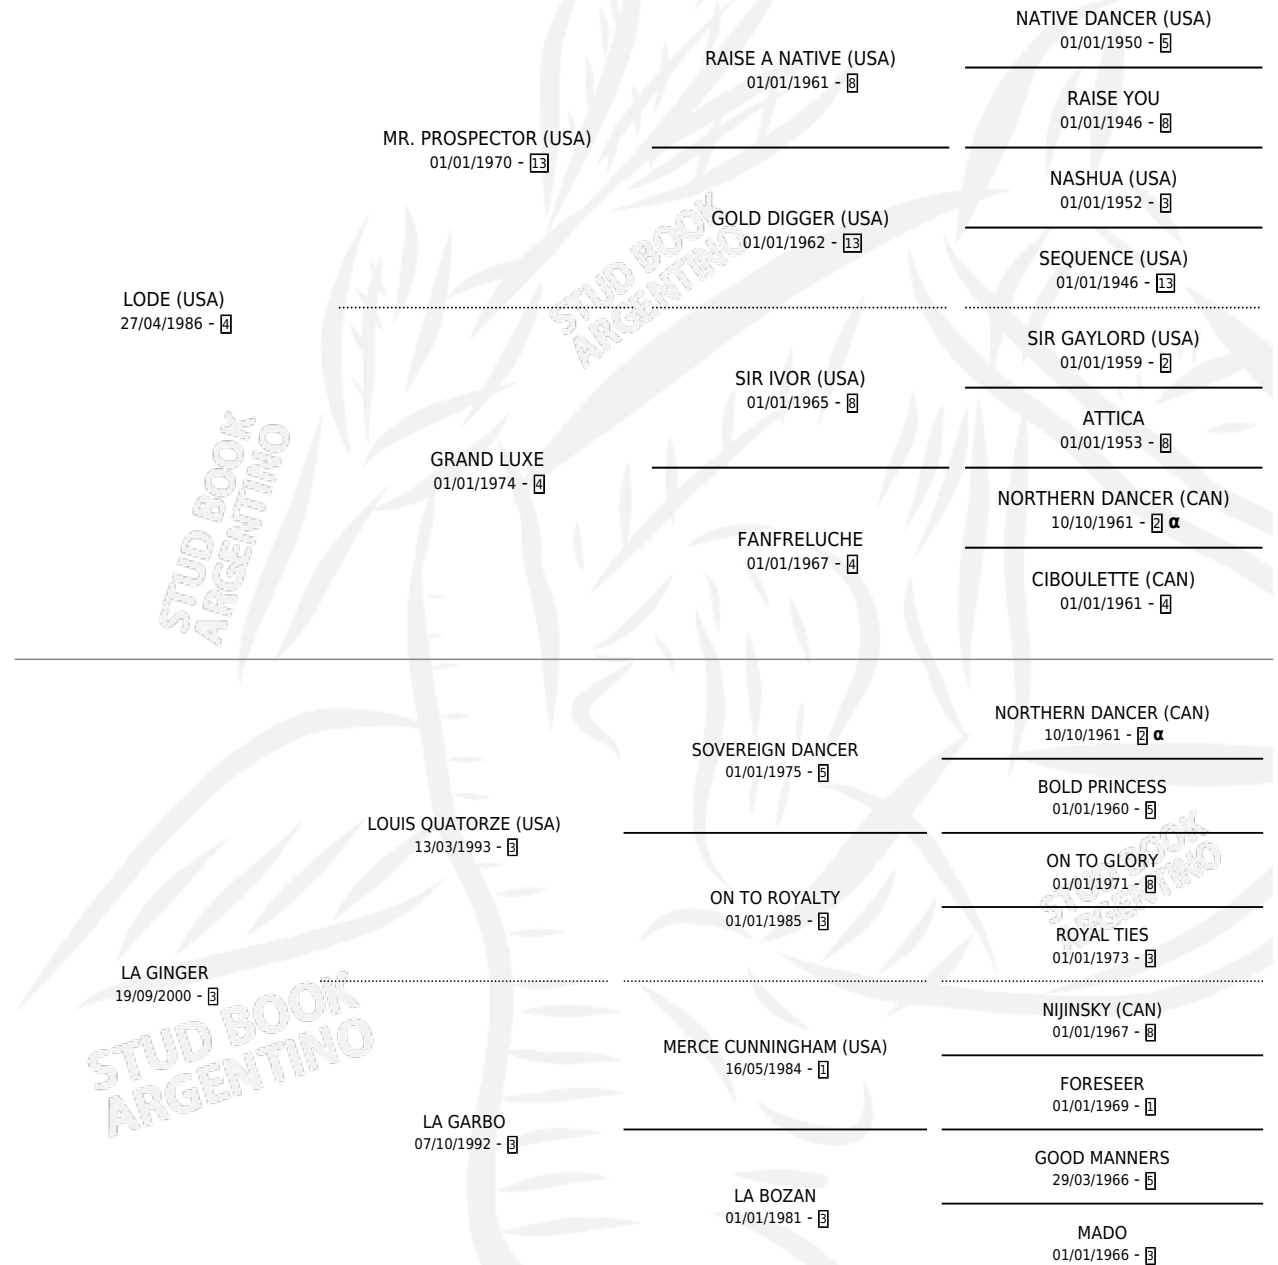 NATIVE DANCER (USA)
01/01/1950 - 5
RAISE A NATIVE (USA)
01/01/1961 - 8
RAISE YOU
01/01/1946 - 8
MR. PROSPECTOR (USA)
01/01/1970 - 13
NASHUA (USA)
01/01/1952 - 3
GOLD DIGGER (USA)
01/01/1962 - 13
SEQUENCE (USA)
01/01/1946 - 13
LODE (USA)
27/04/1986 - 4
SIR GAYLORD (USA)
01/01/1959 - 2
SIR IVOR (USA)
01/01/1965 - 8
ATTICA
01/01/1953 - 8
GRAND LUXE
01/01/1974 - 4
NORTHERN DANCER (CAN)
10/10/1961 - 2 α
FANFRELUCHE
01/01/1967 - 4
CIBOULETTE (CAN)
01/01/1961 - 4
NORTHERN DANCER (CAN)
10/10/1961 - 2 α
SOVEREIGN DANCER
01/01/1975 - 5
BOLD PRINCESS
01/01/1960 - 5
LOUIS QUATORZE (USA)
13/03/1993 - 3
ON TO GLORY
01/01/1971 - 8
ON TO ROYALTY
01/01/1985 - 3
ROYAL TIES
01/01/1973 - 3
LA GINGER
19/09/2000 - 3
NIJINSKY (CAN)
01/01/1967 - 8
MERCE CUNNINGHAM (USA)
16/05/1984 - 1
FORESEER
01/01/1969 - 1
LA GARBO
07/10/1992 - 3
GOOD MANNERS
29/03/1966 - 5
LA BOZAN
01/01/1981 - 3
MADO
01/01/1966 - 3
STUD BOOK
ARGENTINO
STUD BOOK
ARGENTINO
STUD BOOK
ARGENTINO
STUD BOOK
ARGENTINO